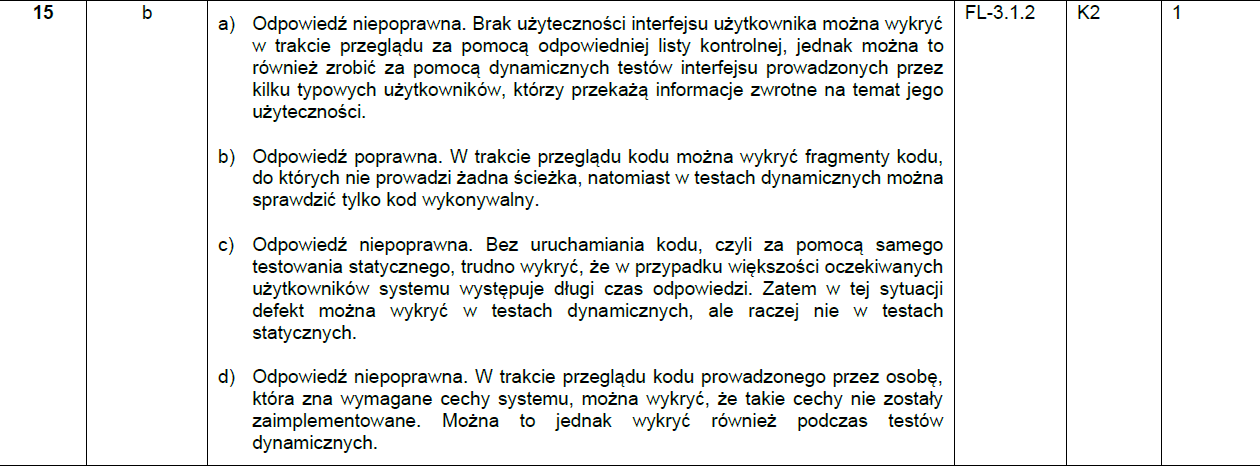 15 b a) Odpowiedź niepoprawna. Brak użyteczności interfejsu użytkownika można wykryć FL-3.1.2 K2 1
w trakcie przeglądu za pomocą odpowiedniej listy kontrolnej, jednak można to
również zrobić za pomocą dynamicznych testów interfejsu prowadzonych przez
kilku typowych użytkowników, którzy przekażą informacje zwrotne na temat jego
użyteczności.
b) Odpowiedź poprawna. W trakcie przeglądu kodu można wykryć fragmenty kodu,
do których nie prowadzi żadna ścieżka, natomiast w testach dynamicznych można
sprawdzić tylko kod wykonywalny.
c) Odpowiedź niepoprawna. Bez uruchamiania kodu, czyli za pomocą samego
testowania statycznego, trudno wykryć, że w przypadku większości oczekiwanych
użytkowników systemu występuje długi czas odpowiedzi. Zatem w tej sytuacji
defekt można wykryć w testach dynamicznych, ale raczej nie w testach
statycznych.
d) Odpowiedź niepoprawna. W trakcie przeglądu kodu prowadzonego przez osobę,
która zna wymagane cechy systemu, można wykryć, że takie cechy nie zostały
zaimplementowane. Można to jednak wykryć również podczas testów
dynamicznych.